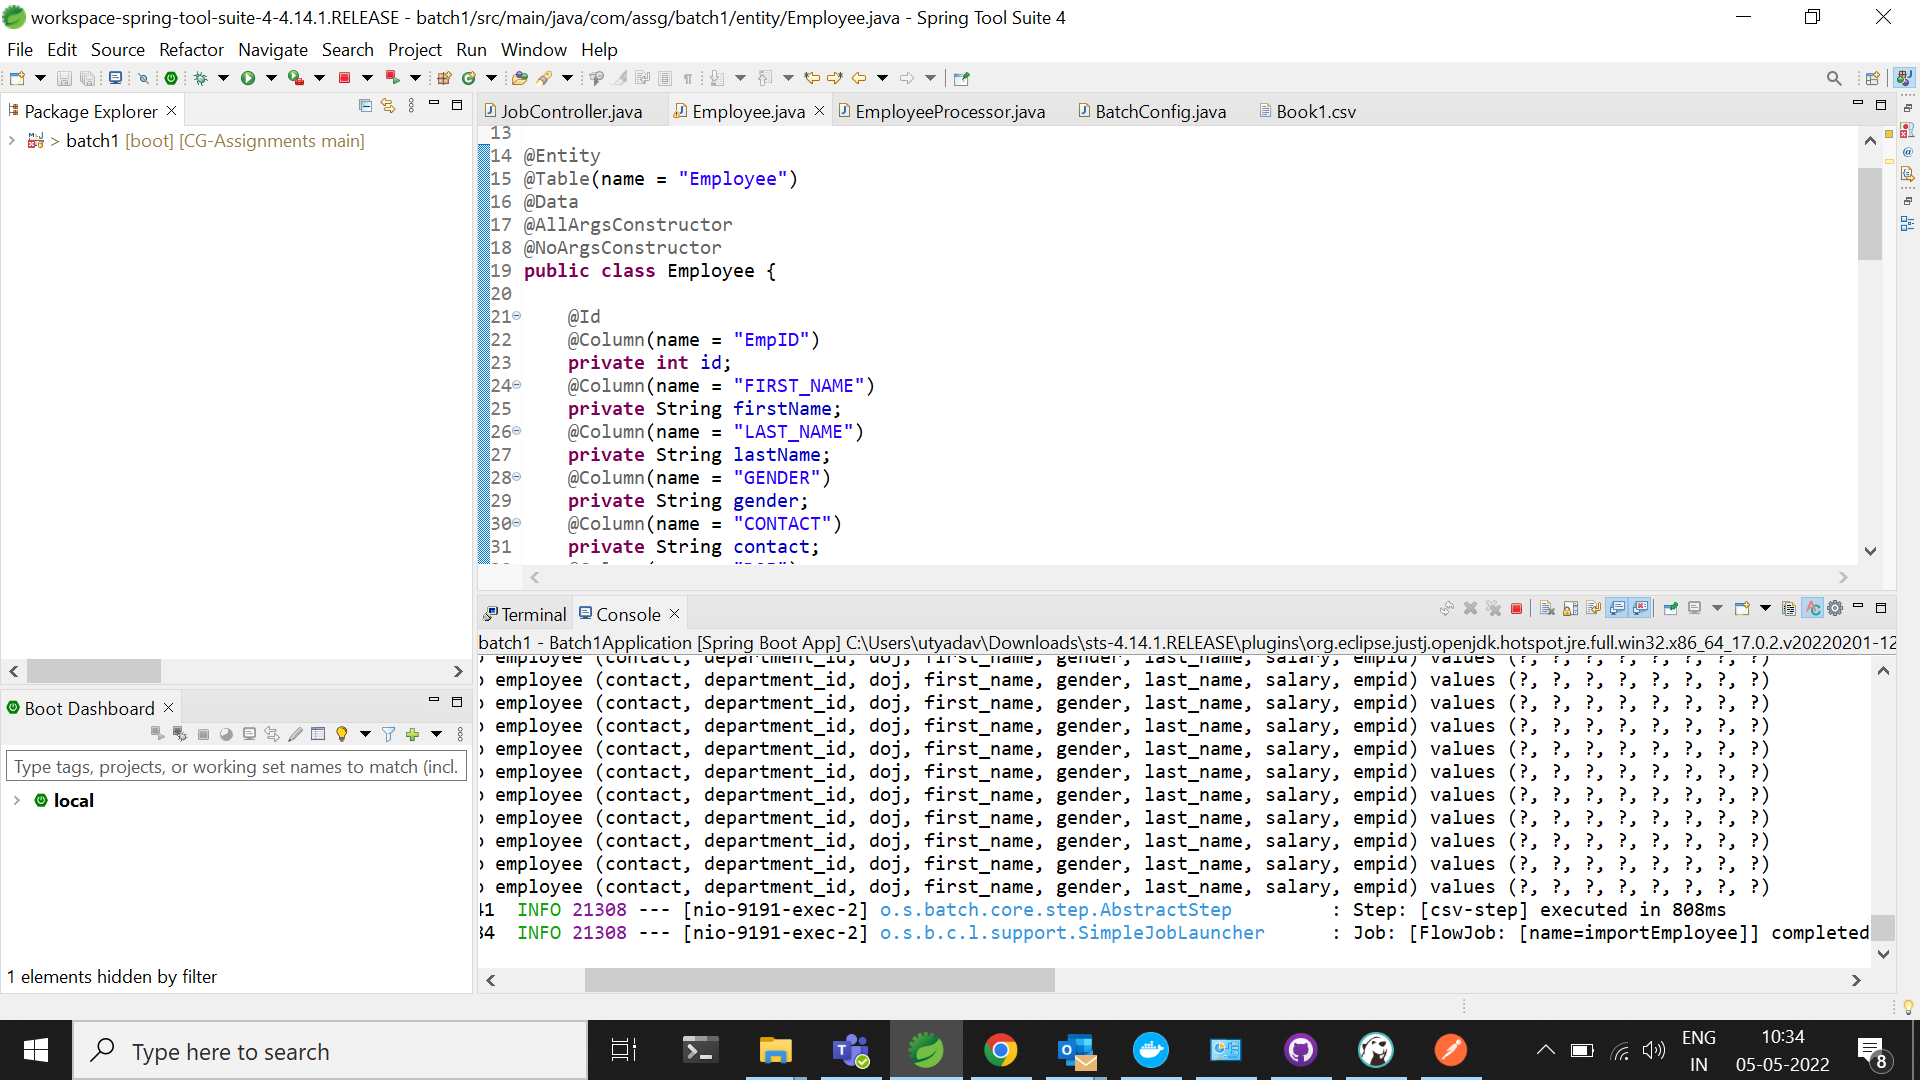 workspace-spring-tool-suite-4-4.14.1.RELEASE - batch1/src/main/java/com/assg/batch1/entity/Employee.java - Spring Tool Suite 4
File Edit Source Refactor Navigate Search Project Run Window Help
Package Explorer
> batch1 [boot] [CG-Assignments main]
JobController.java Employee.java EmployeeProcessor.java BatchConfig.java Book1.csv
13
14 @Entity
15 @Table(name = "Employee")
16 @Data
17 @AllArgsConstructor
18 @NoArgsConstructor
19 public class Employee {
20
21 @Id
22 @Column(name = "EmpID")
23 private int id;
24 @Column(name = "FIRST_NAME")
25 private String firstName;
26 @Column(name = "LAST_NAME")
27 private String lastName;
28 @Column(name = "GENDER")
29 private String gender;
30 @Column(name = "CONTACT")
31 private String contact;
Boot Dashboard
Type tags, projects, or working set names to match (incl.
local
1 elements hidden by filter
Terminal Console
batch1 - Batch1Application [Spring Boot App] C:\Users\utyadav\Downloads\sts-4.14.1.RELEASE\plugins\org.eclipse.justj.openjdk.hotspot.jre.full.win32.x86_64_17.0.2.v20220201-12
employee (contact, department_id, doj, first_name, gender, last_name, salary, empid) values (?, ?, ?, ?, ?, ?, ?, ?)
employee (contact, department_id, doj, first_name, gender, last_name, salary, empid) values (?, ?, ?, ?, ?, ?, ?, ?)
employee (contact, department_id, doj, first_name, gender, last_name, salary, empid) values (?, ?, ?, ?, ?, ?, ?, ?)
employee (contact, department_id, doj, first_name, gender, last_name, salary, empid) values (?, ?, ?, ?, ?, ?, ?, ?)
employee (contact, department_id, doj, first_name, gender, last_name, salary, empid) values (?, ?, ?, ?, ?, ?, ?, ?)
employee (contact, department_id, doj, first_name, gender, last_name, salary, empid) values (?, ?, ?, ?, ?, ?, ?, ?)
employee (contact, department_id, doj, first_name, gender, last_name, salary, empid) values (?, ?, ?, ?, ?, ?, ?, ?)
employee (contact, department_id, doj, first_name, gender, last_name, salary, empid) values (?, ?, ?, ?, ?, ?, ?, ?)
employee (contact, department_id, doj, first_name, gender, last_name, salary, empid) values (?, ?, ?, ?, ?, ?, ?, ?)
employee (contact, department_id, doj, first_name, gender, last_name, salary, empid) values (?, ?, ?, ?, ?, ?, ?, ?)
employee (contact, department_id, doj, first_name, gender, last_name, salary, empid) values (?, ?, ?, ?, ?, ?, ?, ?)
41 INFO 21308 --- [nio-9191-exec-2] o.s.batch.core.step.AbstractStep : Step: [csv-step] executed in 808ms
34 INFO 21308 --- [nio-9191-exec-2] o.s.b.c.l.support.SimpleJobLauncher : Job: [FlowJob: [name=importEmployee]] completed
Type here to search
ENG
IN
10:34
05-05-2022
8